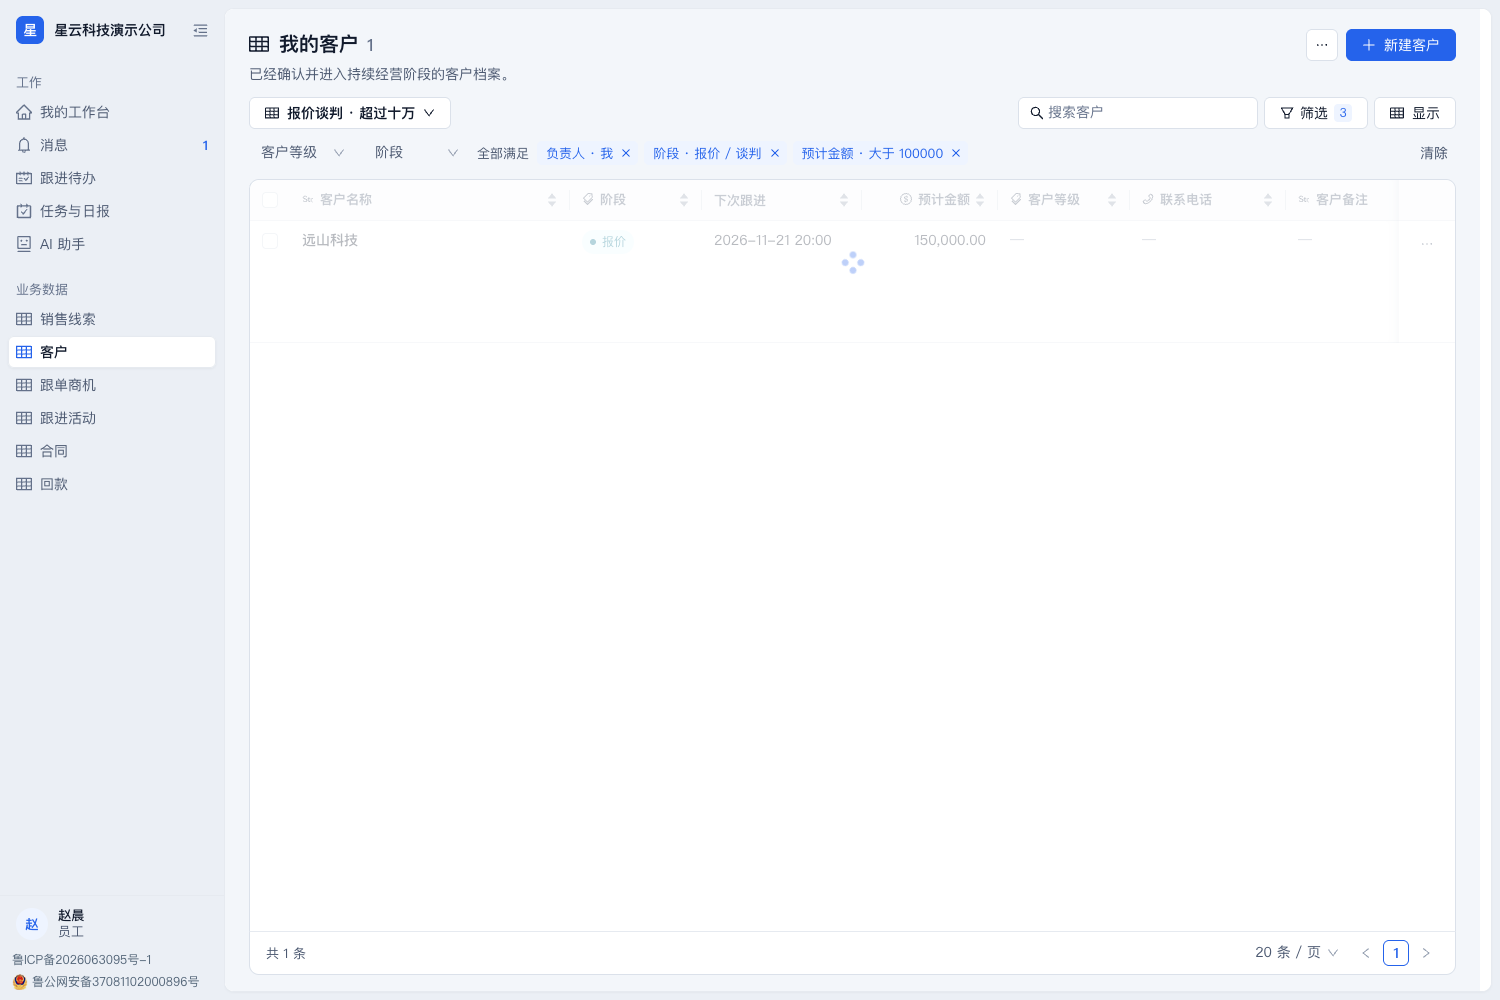 星 星云科技演示公司
工作
我的工作台
消息 1
跟进待办
任务与日报
AI 助手
业务数据
销售线索
客户
跟单商机
跟进活动
合同
回款
赵
赵晨
员工
鲁ICP备2026063095号-1
鲁公网安备37081102000896号
我的客户 1
... 新建客户
已经确认并进入持续经营阶段的客户档案。
报价谈判 · 超过十万 搜索客户 筛选 3 显示
客户等级 阶段 全部满足 负责人 · 我 × 阶段 · 报价 / 谈判 × 预计金额 · 大于 100000 × 清除
客户名称 阶段 下次跟进 预计金额 客户等级 联系电话 客户备注
远山科技 报价 2026-11-21 20:00 150,000.00 — — — ...
共 1 条 20 条 / 页 < 1 >